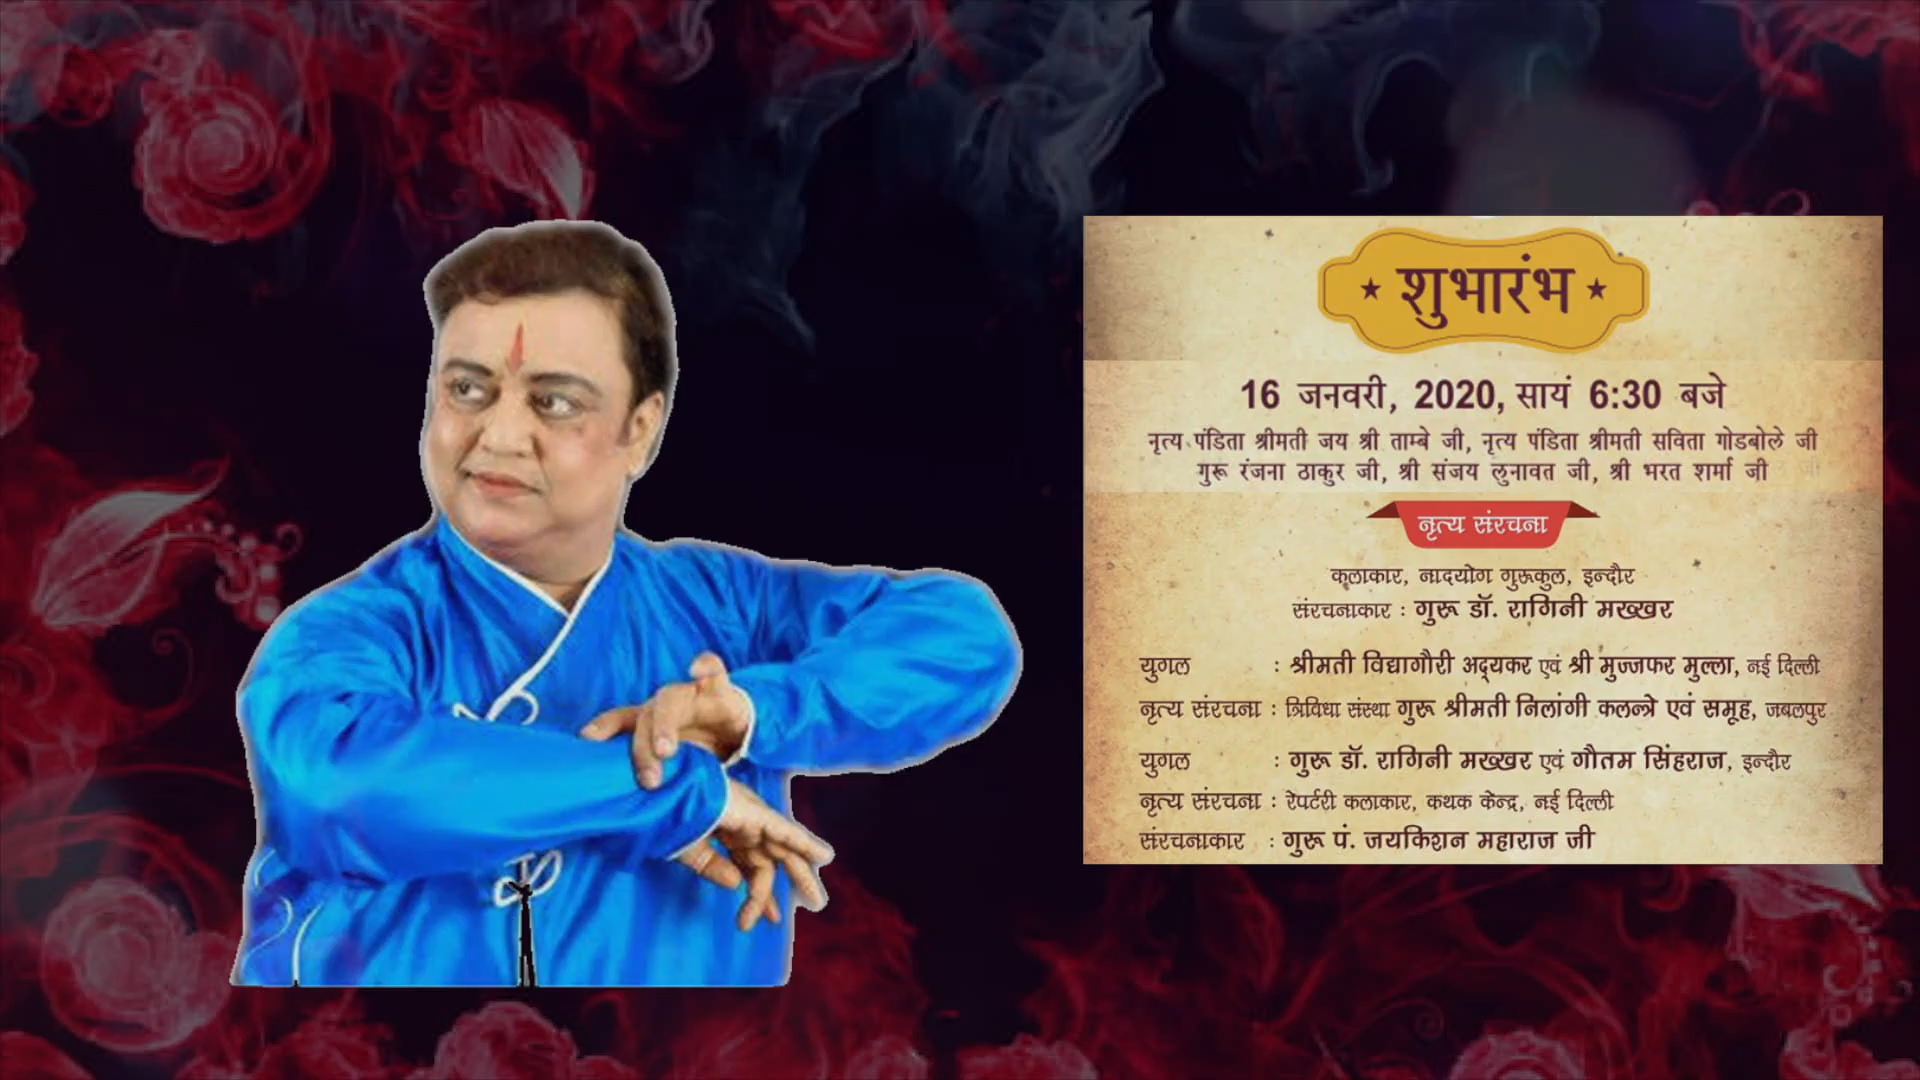 शुभारंभ
16 जनवरी, 2020, सायं 6:30 बजे
नृत्य पंडिता श्रीमती जय श्री ताम्बे जी, नृत्य पंडिता श्रीमती सविता गोडबोले जी
गुरू रंजना ठाकुर जी, श्री संजय लुनावत जी, श्री भरत शर्मा जी
नृत्य संरचना
कलाकार, नादयोग गुरूकुल, इन्दौर
संरचनाकार : गुरू डॉ. रागिनी मख्खर
युगल : श्रीमती विद्यागौरी अद्यकर एवं श्री मुज्जफर मुल्ला, नई दिल्ली
नृत्य संरचना : त्रिविधा संस्था गुरू श्रीमती निलांगी कलन्त्रे एवं समूह, जबलपुर
युगल : गुरू डॉ. रागिनी मख्खर एवं गौतम सिंहराज, इन्दौर
नृत्य संरचना : रेपर्टरी कलाकार, कथक केन्द्र, नई दिल्ली
संरचनाकार : गुरू पं. जयकिशन महाराज जी